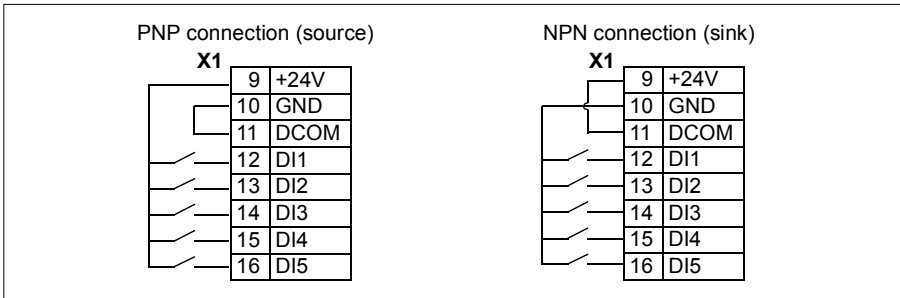 PNP connection (source)
X1
9 +24V
10 GND
11 DCOM
12 DI1
13 DI2
14 DI3
15 DI4
16 DI5
NPN connection (sink)
X1
9 +24V
10 GND
11 DCOM
12 DI1
13 DI2
14 DI3
15 DI4
16 DI5